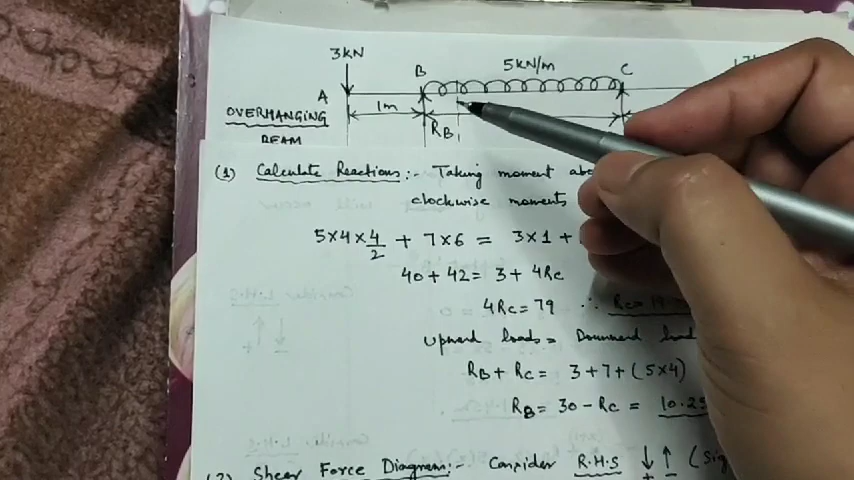 3KN
5KN/m
A
B
C
1m
RB
OVERHANGING
BEAM
(1) Calculate Reactions:- Taking moment
clockwise moments
5×4×4/2 + 7×6 = 3×1 +
40+42= 3+ 4Rc
4Rc= 79 ∴ Rc=
Upward loads = Downward
RB + Rc = 3+7+(5×4)
RB= 30-Rc = 10.25
(2) Shear Force Diagram:- Consider R.H.S ↓ ↑
+ −